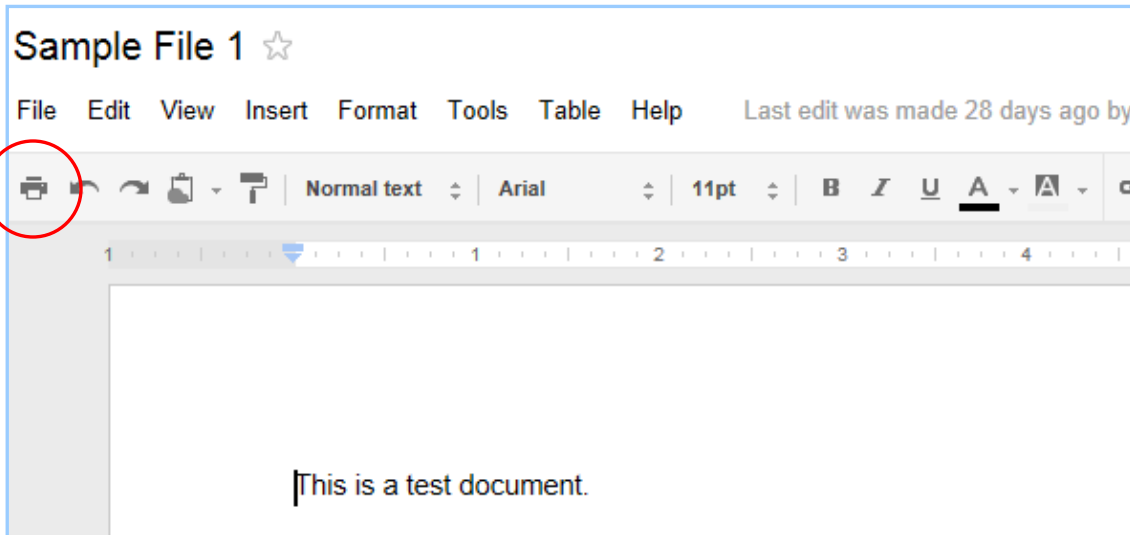 Sample File 1
File Edit View Insert Format Tools Table Help Last edit was made 28 days ago by
Normal text Arial 11pt B I U A A
1 1 2 3 4
This is a test document.